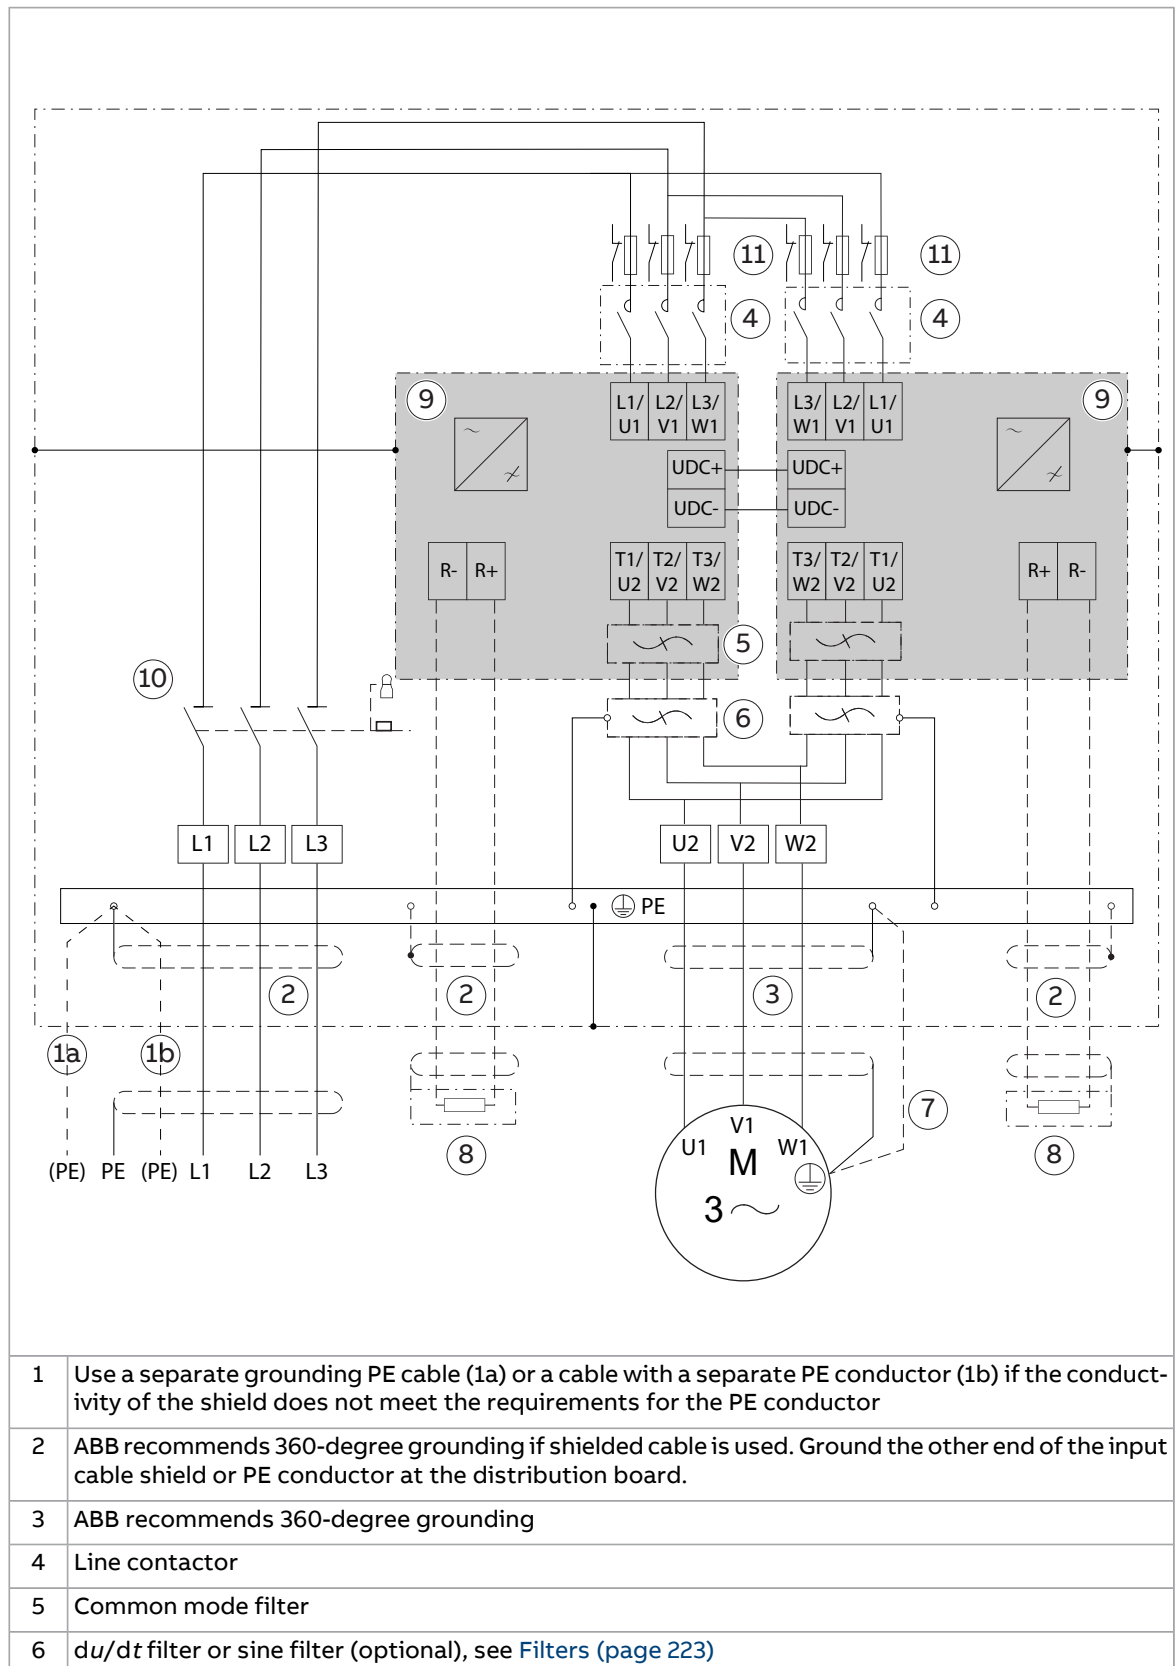 11 11
4 4
9 9
L1/ L2/ L3/ L3/ L2/ L1/
U1 V1 W1 W1 V1 U1
UDC+ UDC+
UDC- UDC-
T1/ T2/ T3/ T3/ T2/ T1/
R- R+ R+ R-
U2 V2 W2 W2 V2 U2
5
10
6
L1 L2 L3 U2 V2 W2
PE
2 2 3 2
1a 1b
7
V1
U1 W1
8 M 8
(PE) PE (PE) L1 L2 L3
3
1 Use a separate grounding PE cable (1a) or a cable with a separate PE conductor (1b) if the conduct-
ivity of the shield does not meet the requirements for the PE conductor
2 ABB recommends 360-degree grounding if shielded cable is used. Ground the other end of the input
cable shield or PE conductor at the distribution board.
3 ABB recommends 360-degree grounding
4 Line contactor
5 Common mode filter
6 du/dt filter or sine filter (optional), see Filters (page 223)